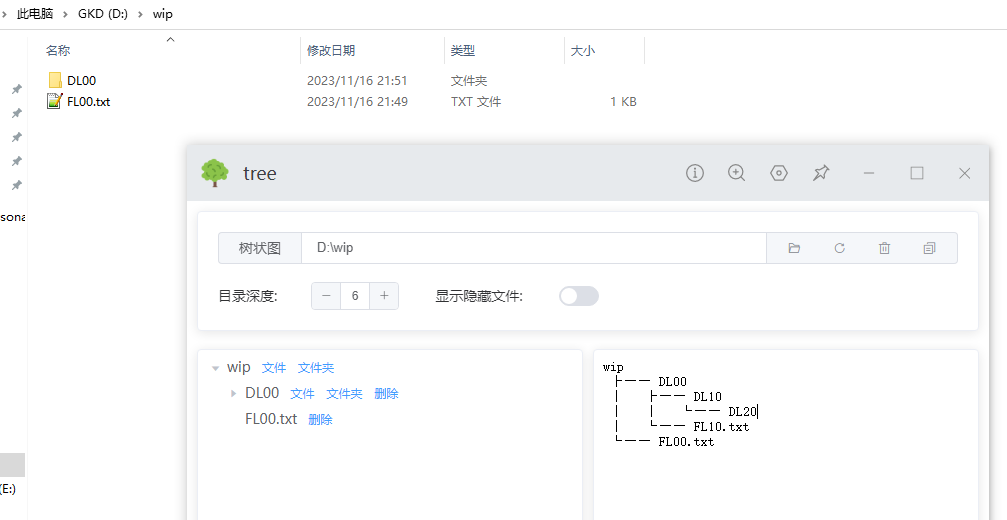 此电脑 › GKD (D:) › wip
名称 修改日期 类型 大小
DL00 2023/11/16 21:51 文件夹
FL00.txt 2023/11/16 21:49 TXT 文件 1 KB
tree
sona
树状图 D:\wip
目录深度: 6 显示隐藏文件:
(E:)
wip 文件 文件夹
DL00 文件 文件夹 删除
FL00.txt 删除
wip
├── DL00
│   ├── DL10
│   │   └── DL20
│   └── FL10.txt
└── FL00.txt